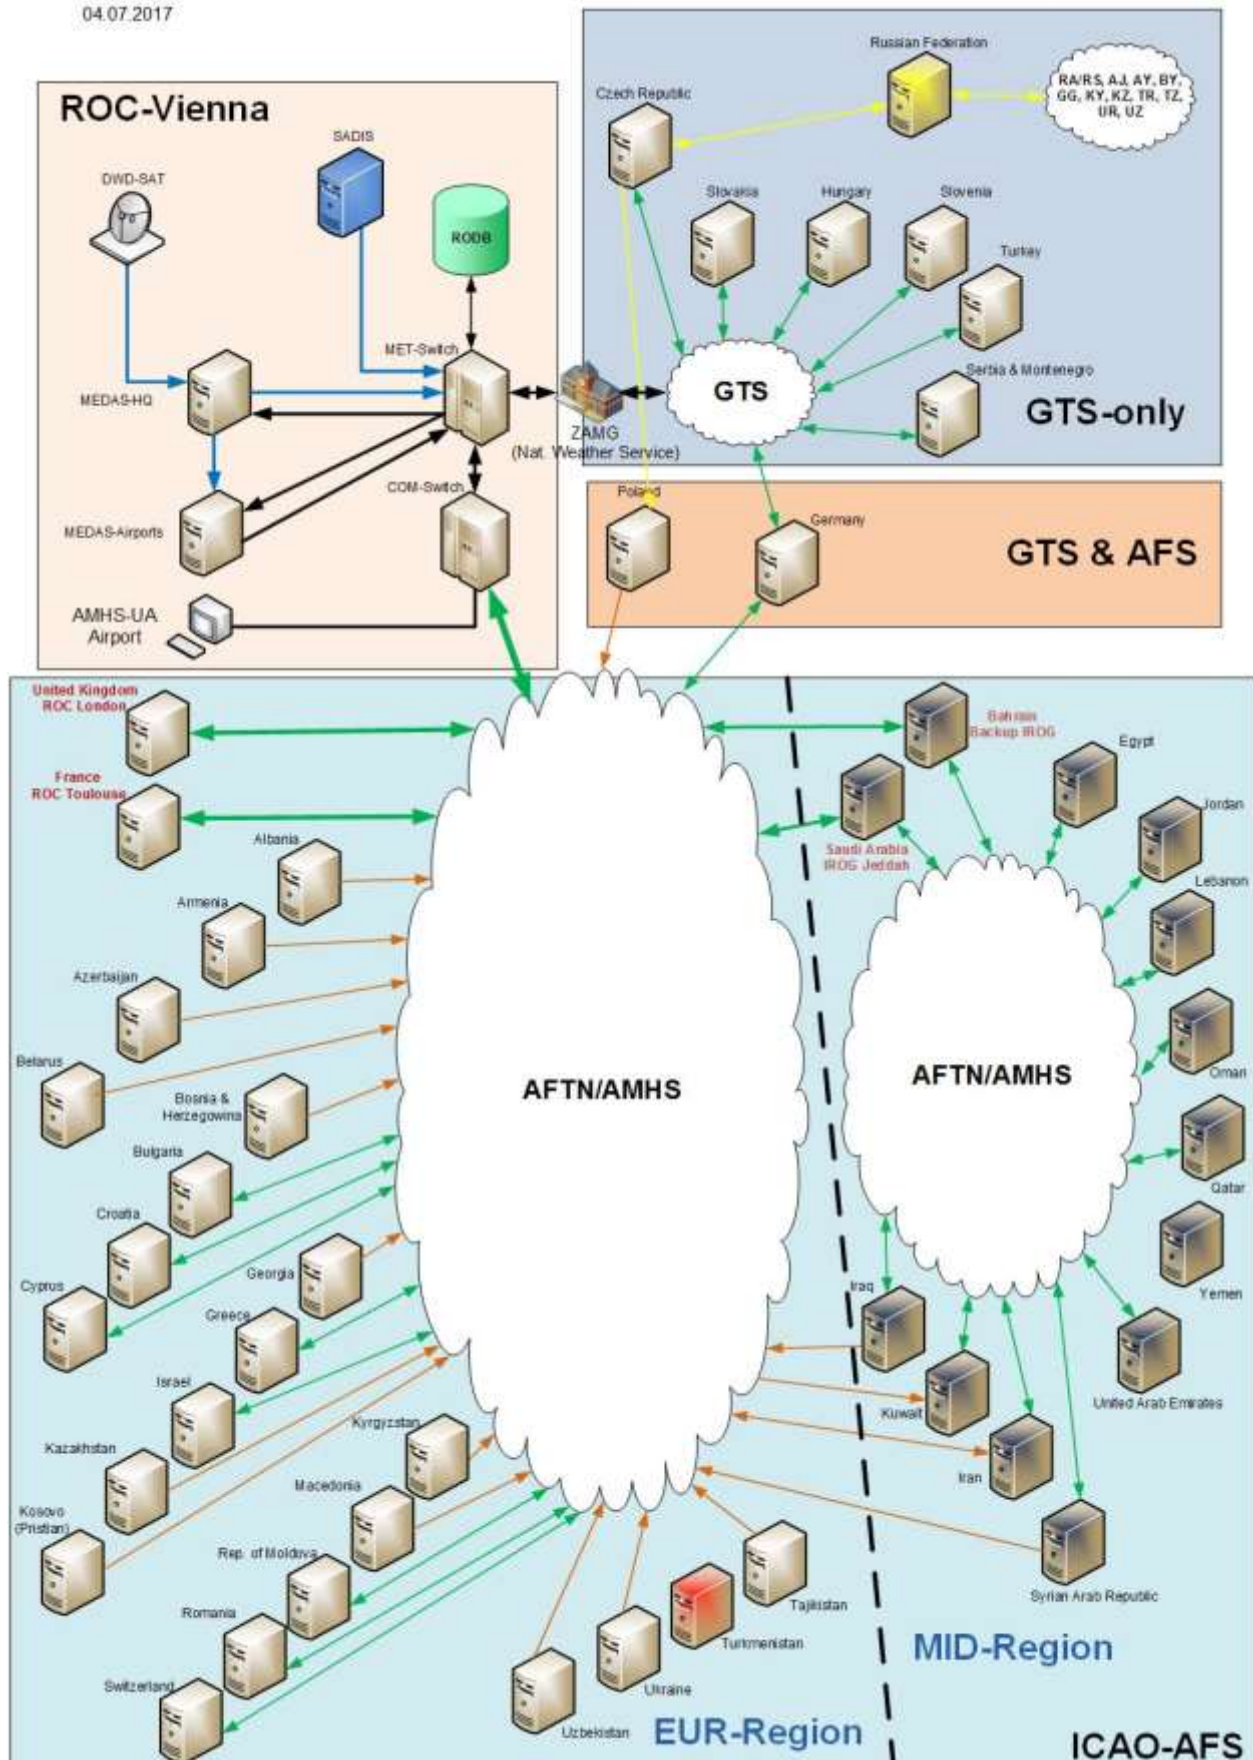 04.07.2017
ROC-Vienna
SADIS
DWD-SAT
RODB
MET-Switch
MEDAS-HQ
COM-Switch
MEDAS-Airports
AMHS-UA
Airport
ZAMG
(Nat. Weather Service)
Russian Federation
Czech Republic
RA/RS, AJ, AY, BY,
GG, KY, KZ, TR, TZ,
UR, UZ
Slovakia
Hungary
Slovenia
Turkey
GTS
Serbia & Montenegro
GTS-only
Poland
Germany
GTS & AFS
United Kingdom
ROC London
France
ROC Toulouse
Albania
Armenia
Azerbaijan
Belarus
Bosnia &
Herzegowina
Bulgaria
Croatia
Cyprus
Georgia
Greece
Israel
Kazakhstan
Kosovo
(Pristian)
Kyrgyzstan
Macedonia
Rep. of Moldova
Romania
Switzerland
AFTN/AMHS
Uzbekistan
Ukraine
Turkmenistan
Tajikistan
EUR-Region
Bahrain
Backup IROG
Egypt
Saudi Arabia
IROG Jeddah
Jordan
Lebanon
AFTN/AMHS
Oman
Qatar
Yemen
Iraq
United Arab Emirates
Kuwait
Iran
Syrian Arab Republic
MID-Region
ICAO-AFS